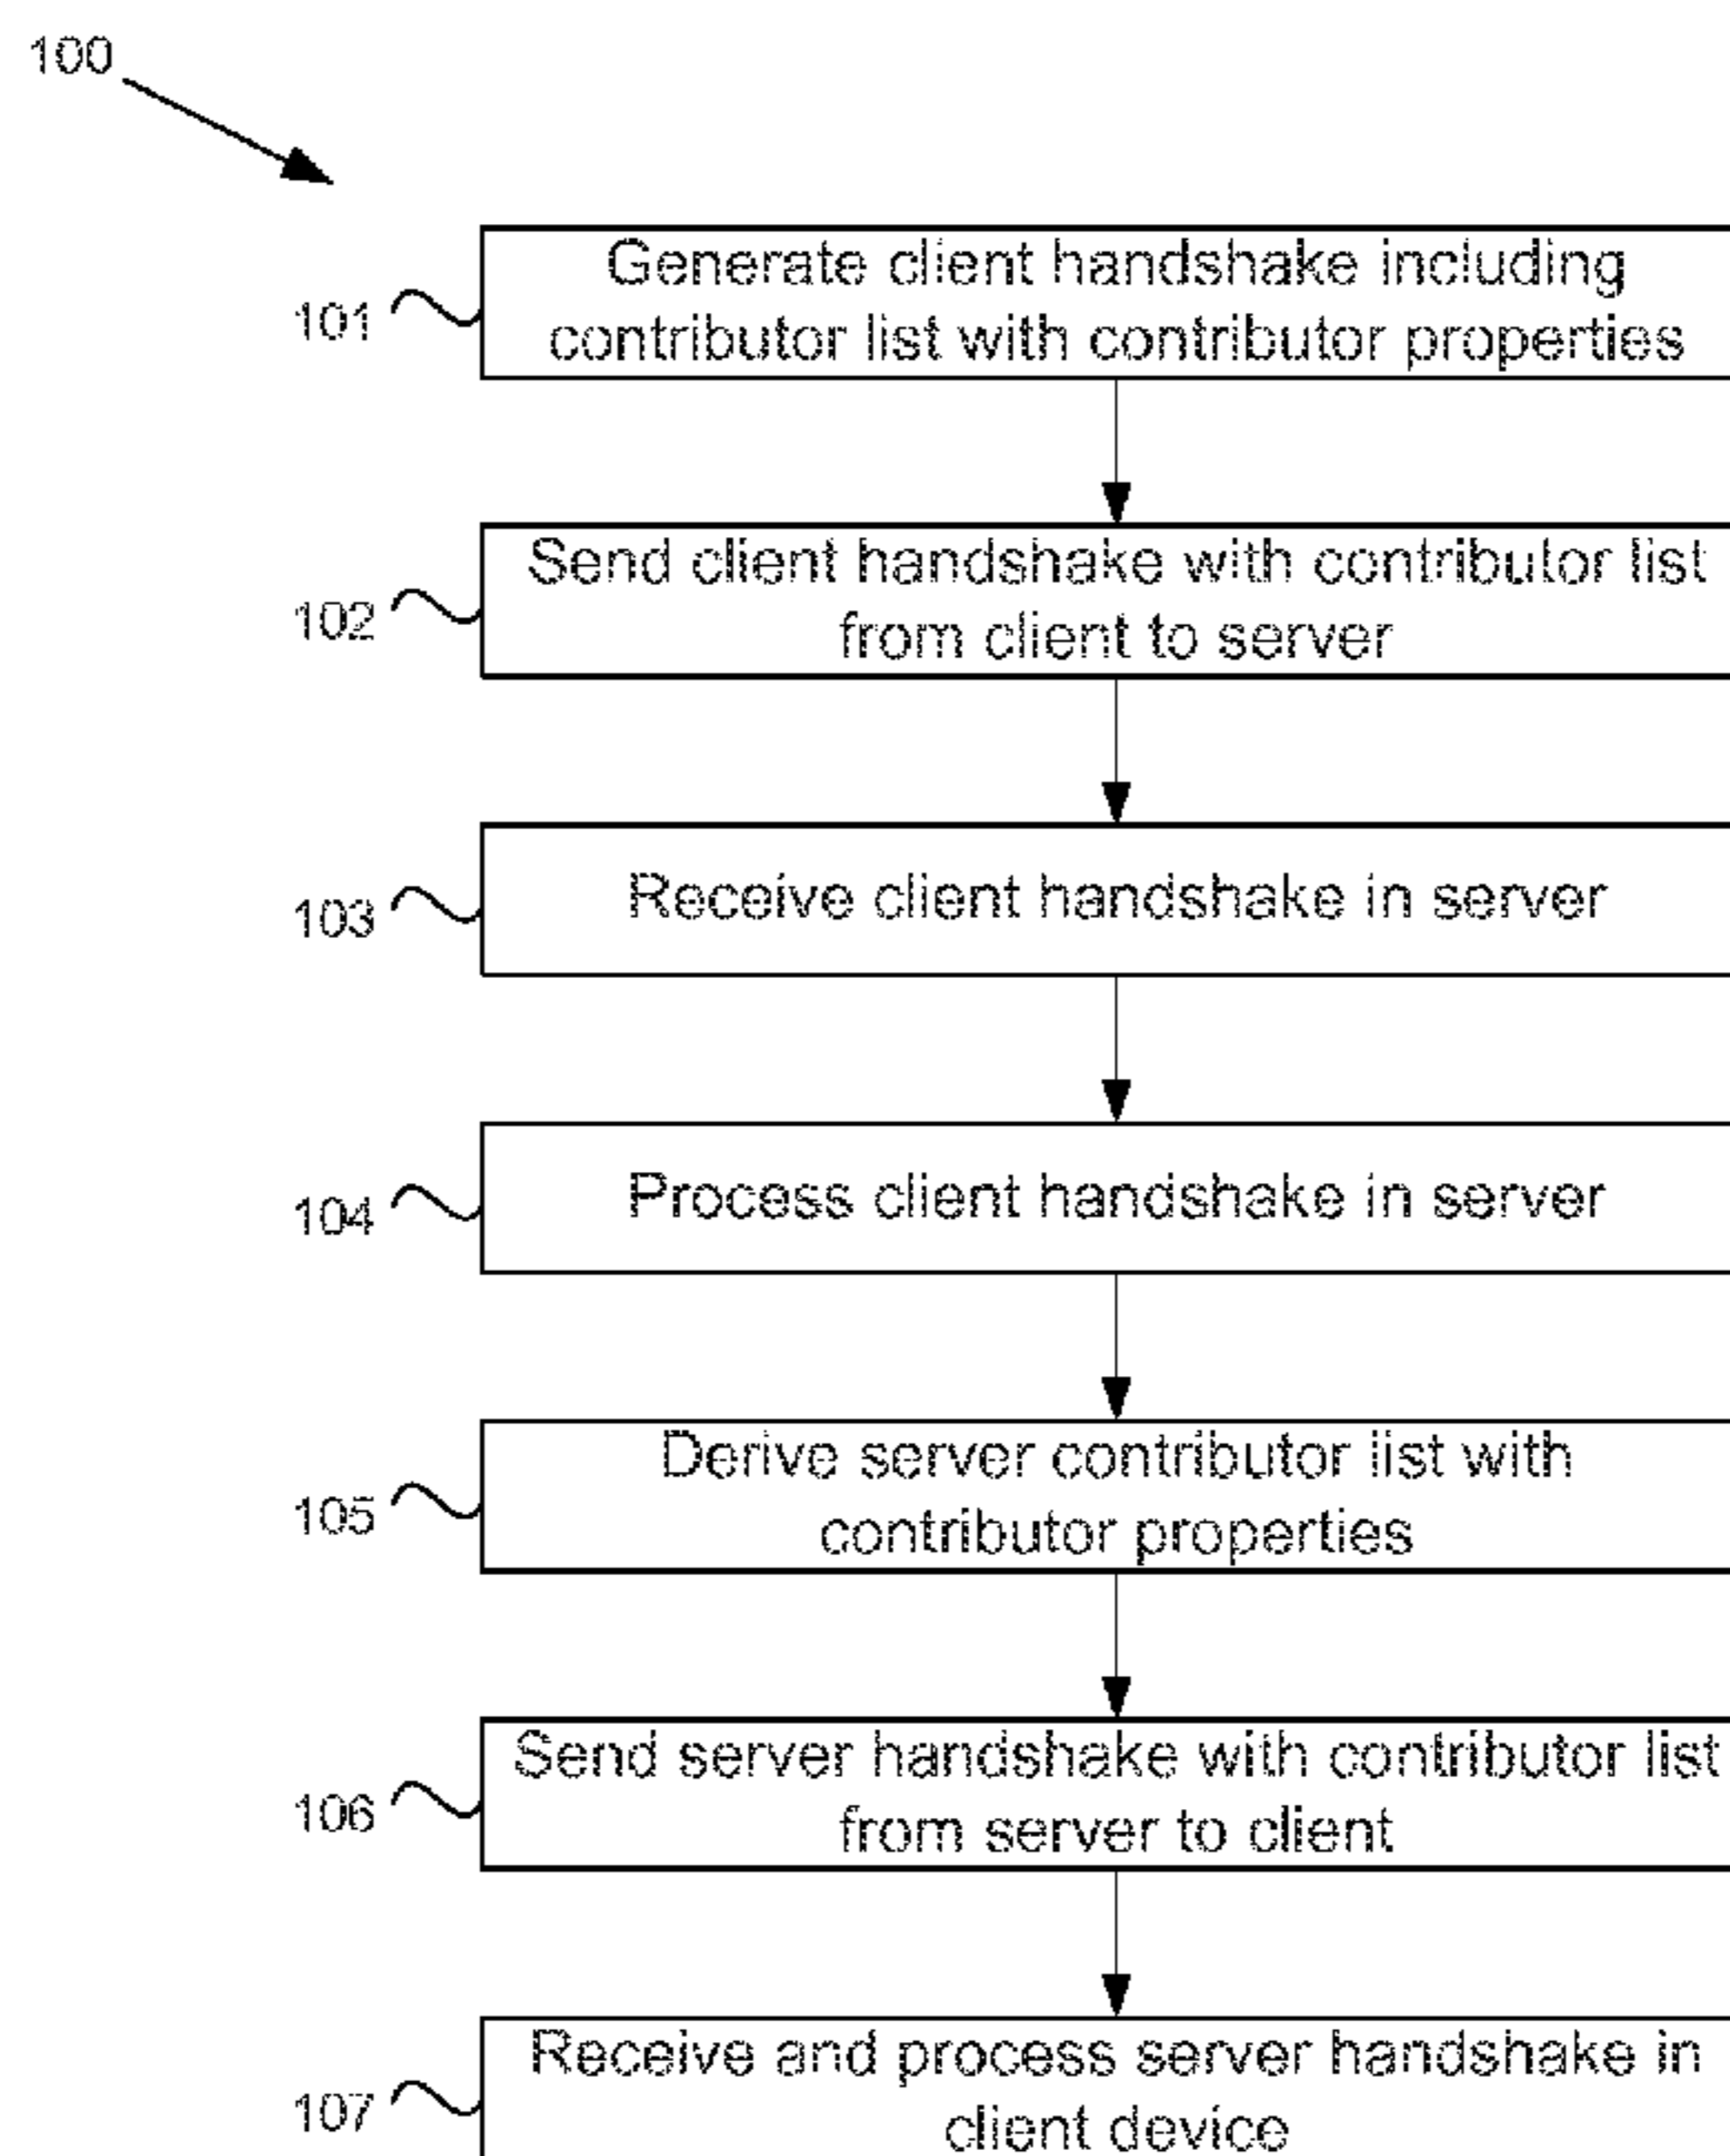 100
Generate client handshake including
contributor list with contributor properties
101
Send client handshake with contributor list
from client to server
102
Receive client handshake in server
103
Process client handshake in server
104
Derive server contributor list with
contributor properties
105
Send server handshake with contributor list
from server to client
106
Receive and process server handshake in
client device
107